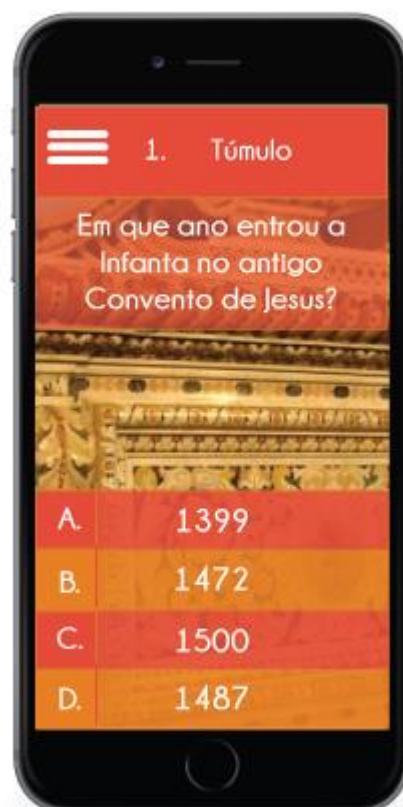 1. Túmulo
Em que ano entrou a
Infanta no antigo
Convento de Jesus?
A. 1399
B. 1472
C. 1500
D. 1487